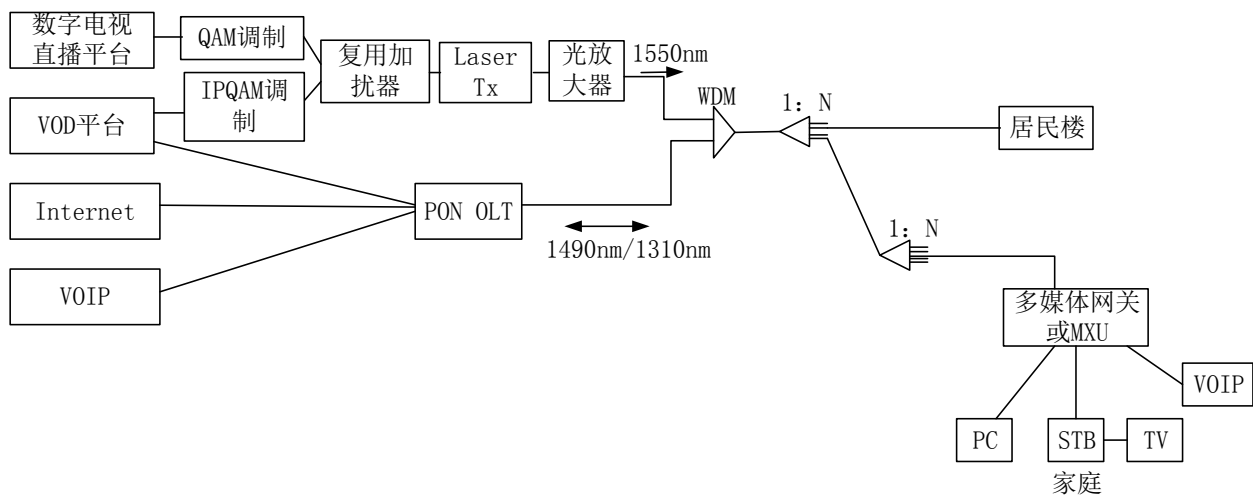 数字电视
直播平台
QAM调制
复用加
扰器
Laser
Tx
光放
大器
1550nm
IPQAM调
制
VOD平台
WDM
1：N
居民楼
Internet
PON OLT
1490nm/1310nm
1：N
VOIP
多媒体网关
或MXU
VOIP
PC
STB
TV
家庭